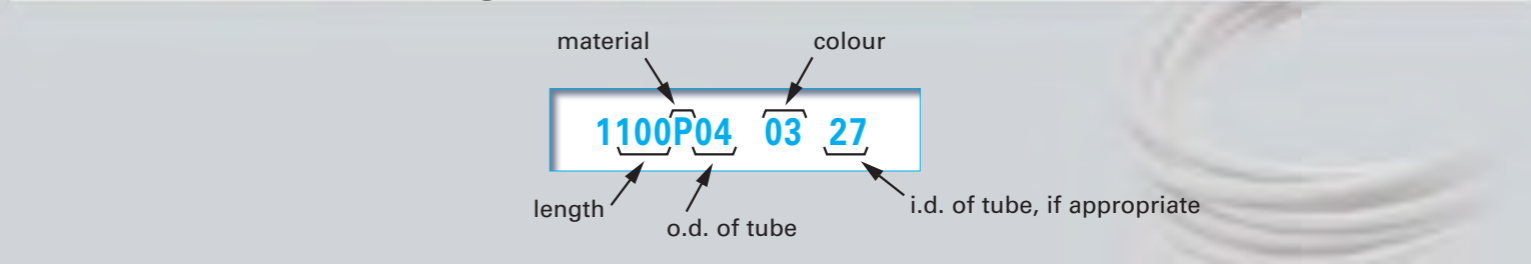 material colour
1100P04 03 27
length
i.d. of tube, if appropriate
o.d. of tube